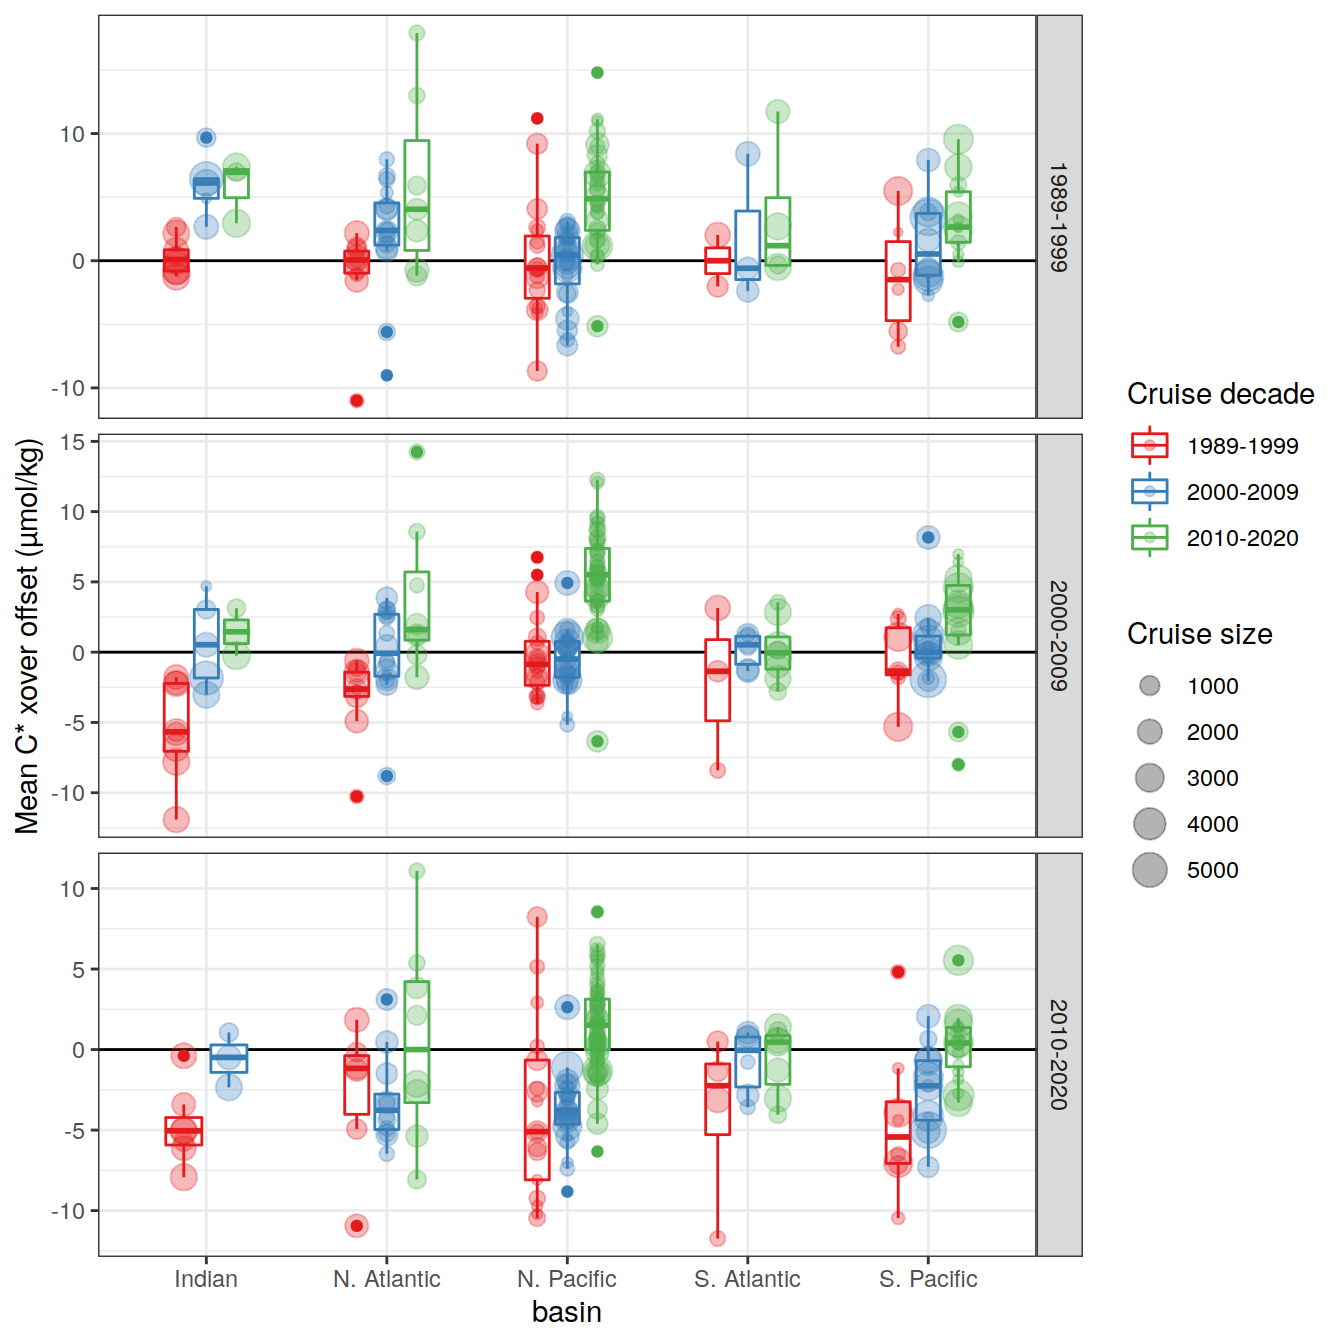 10
0
-10
1989-1999
15
10
5
0
-5
-10
2000-2009
10
5
0
-5
-10
2010-2020
Mean C* xover offset (µmol/kg)
Indian
N. Atlantic
N. Pacific
S. Atlantic
S. Pacific
basin
Cruise decade
1989-1999
2000-2009
2010-2020
Cruise size
1000
2000
3000
4000
5000